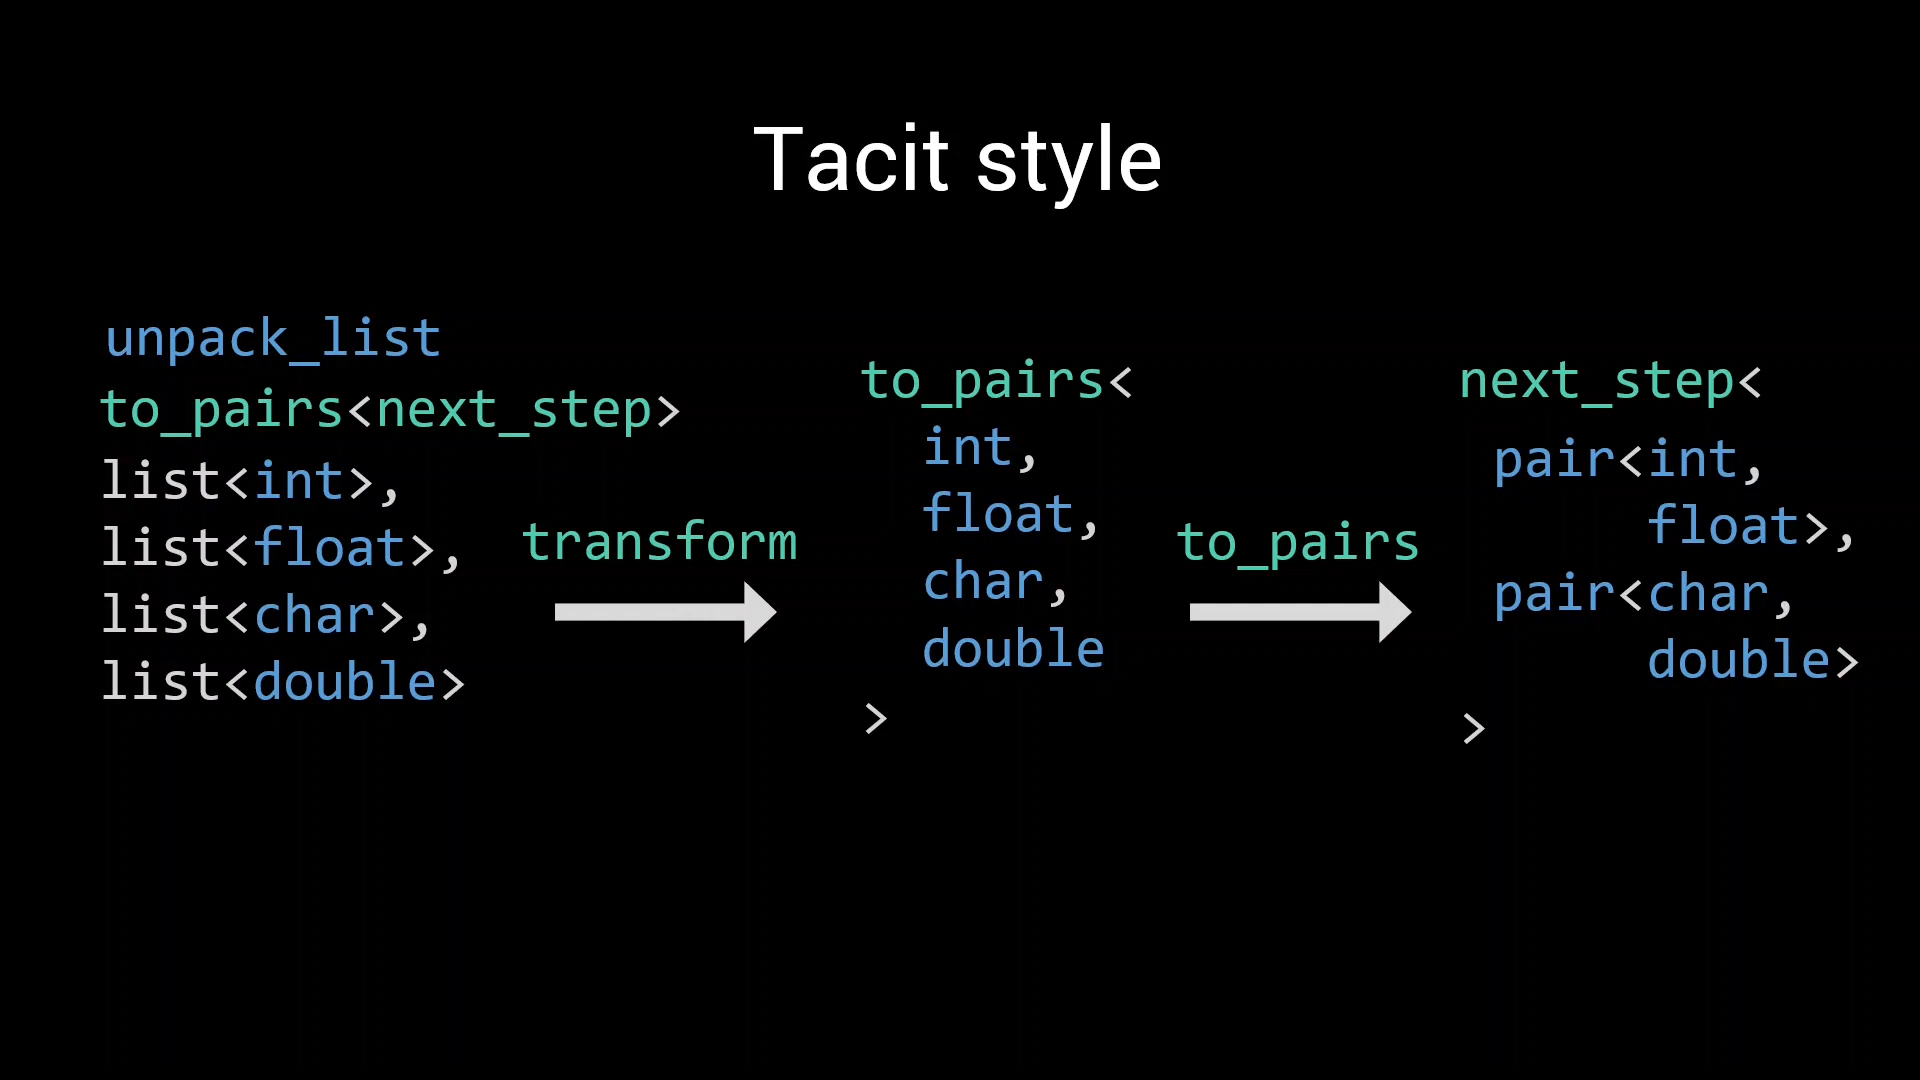 Tacit style
unpack_list
to_pairs<next_step>
list<int>,
list<float>,
list<char>,
list<double>
transform
to_pairs<
int,
float,
char,
double
>
to_pairs
next_step<
pair<int,
float>,
pair<char,
double>
>